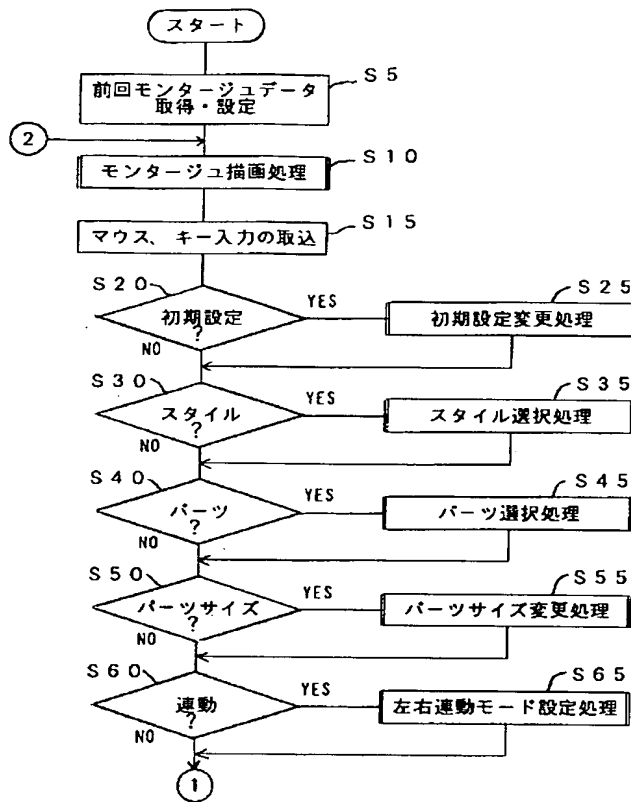 スタート
前回モンタージュデータ
取得・設定
S5
2
モンタージュ描画処理
S10
マウス、キー入力の取込
S15
S20
初期設定
?
YES
NO
初期設定変更処理
S25
S30
スタイル
?
YES
NO
スタイル選択処理
S35
S40
パーツ
?
YES
NO
パーツ選択処理
S45
S50
パーツサイズ
?
YES
NO
パーツサイズ変更処理
S55
S60
連動
?
YES
NO
左右連動モード設定処理
S65
1